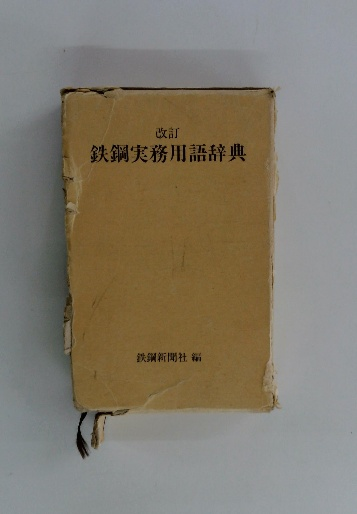 改訂
鉄鋼実務用語辞典
鉄鋼新聞社 編